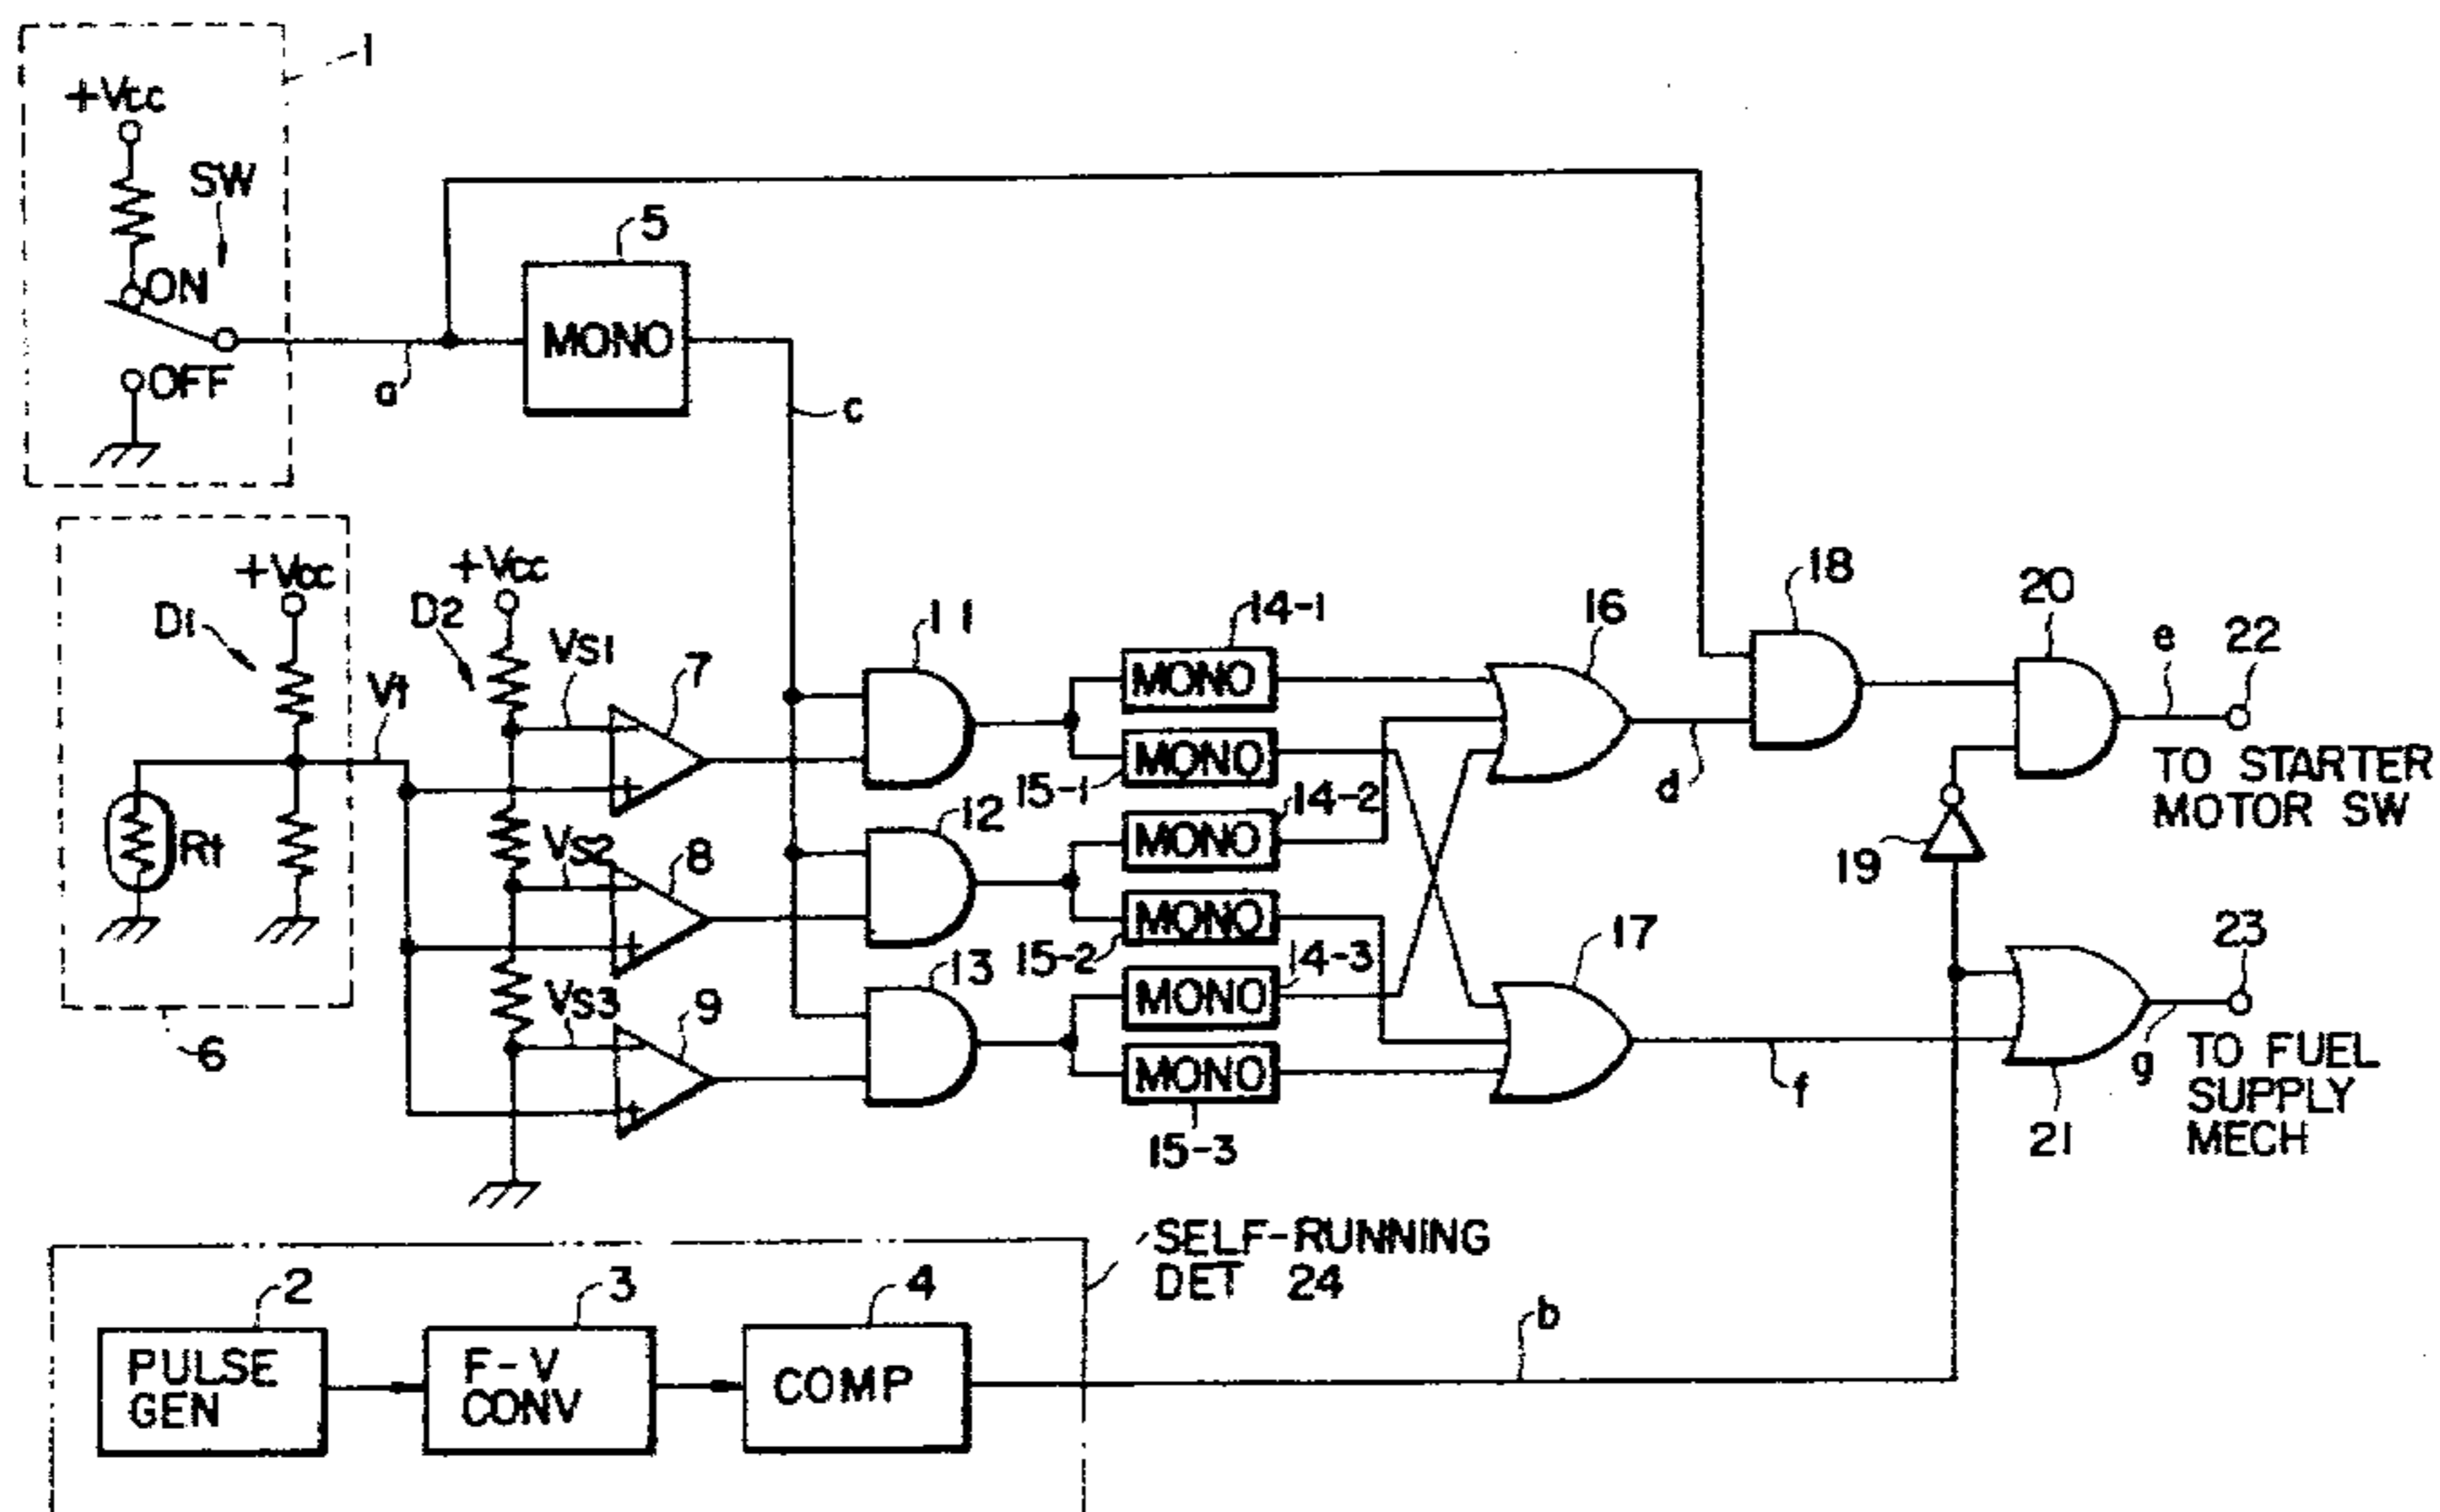 1
+Vcc
SW
ON
OFF
a
5
MONO
c
+Vcc
D1
Vt
Rt
6
+Vcc
D2
VS1
7
+
VS2
8
+
VS3
9
+
11
12
13
14-1
MONO
MONO
15-1
14-2
MONO
MONO
15-2
14-3
MONO
MONO
15-3
16
d
17
f
18
20
e
22
TO STARTER
MOTOR SW
19
23
g
TO FUEL
SUPPLY
MECH
21
SELF-RUNNING
DET 24
2
PULSE
GEN
3
F-V
CONV
4
COMP
b